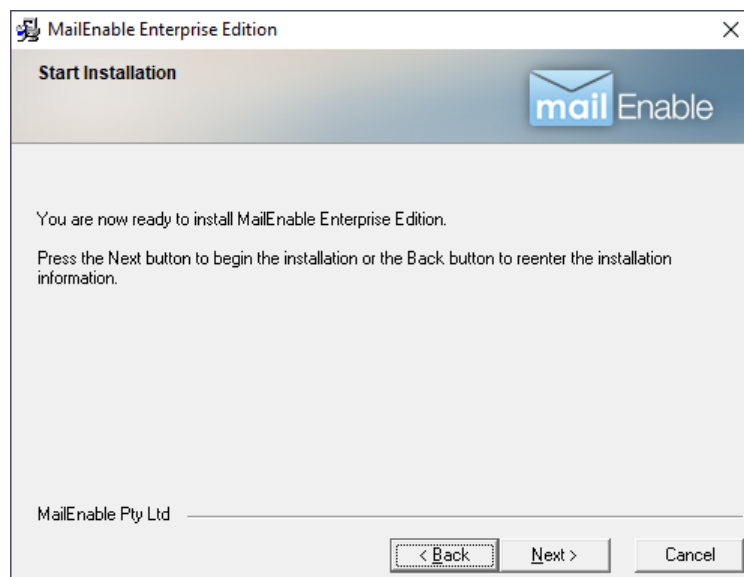 MailEnable Enterprise Edition
Start Installation
mail Enable
You are now ready to install MailEnable Enterprise Edition.
Press the Next button to begin the installation or the Back button to reenter the installation
information.
MailEnable Pty Ltd
< Back Next > Cancel